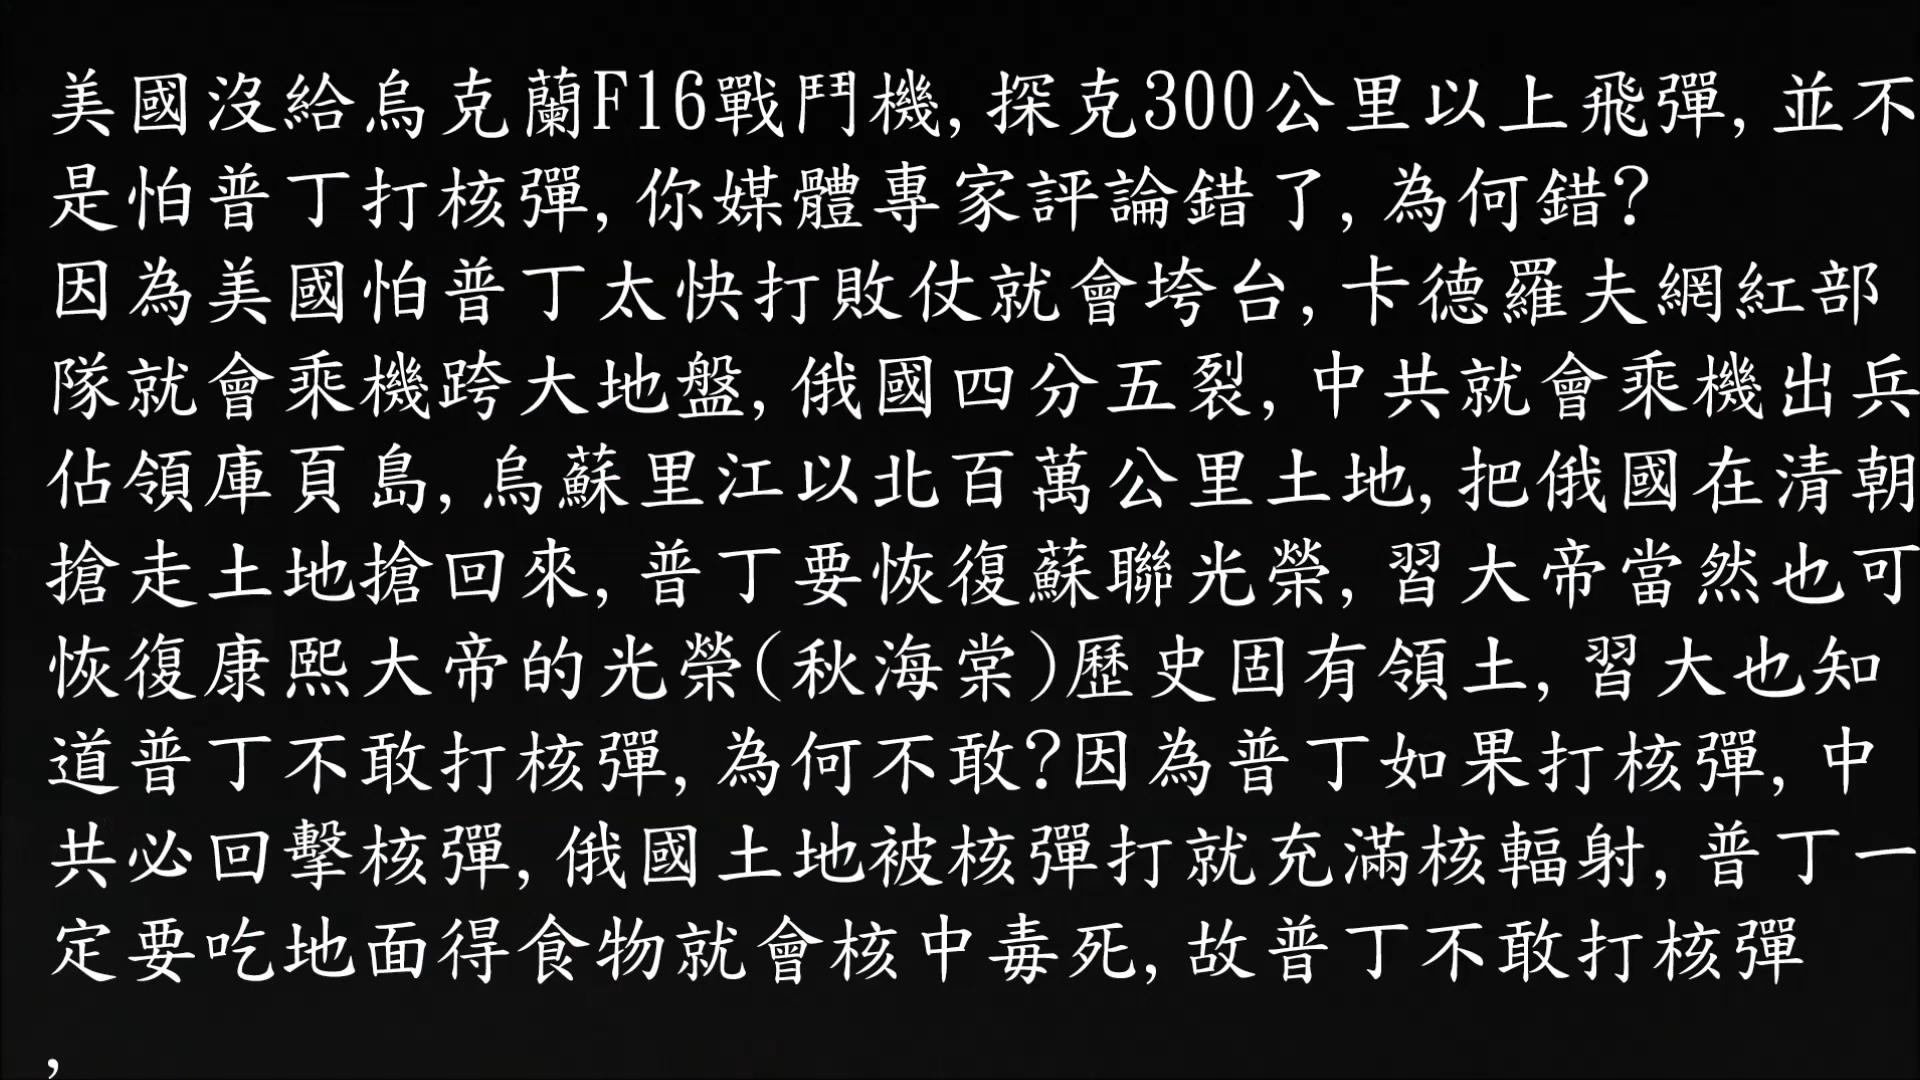 美國沒給烏克蘭F16戰鬥機,探克300公里以上飛彈,並不
是怕普丁打核彈,你媒體專家評論錯了,為何錯?
因為美國怕普丁太快打敗仗就會垮台,卡德羅夫網紅部
隊就會乘機跨大地盤,俄國四分五裂,中共就會乘機出兵
佔領庫頁島,烏蘇里江以北百萬公里土地,把俄國在清朝
搶走土地搶回來,普丁要恢復蘇聯光榮,習大帝當然也可
恢復康熙大帝的光榮(秋海棠)歷史固有領土,習大也知
道普丁不敢打核彈,為何不敢?因為普丁如果打核彈,中
共必回擊核彈,俄國土地被核彈打就充滿核輻射,普丁一
定要吃地面得食物就會核中毒死,故普丁不敢打核彈
,